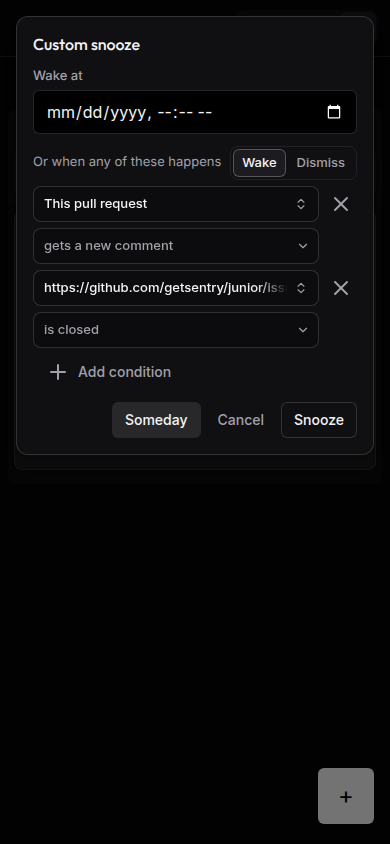 Custom snooze
Wake at
mm/dd/yyyy, --:-- --
Or when any of these happens
Wake
Dismiss
This pull request
gets a new comment
https://github.com/getsentry/junior/iss
is closed
+ Add condition
Someday
Cancel
Snooze
+